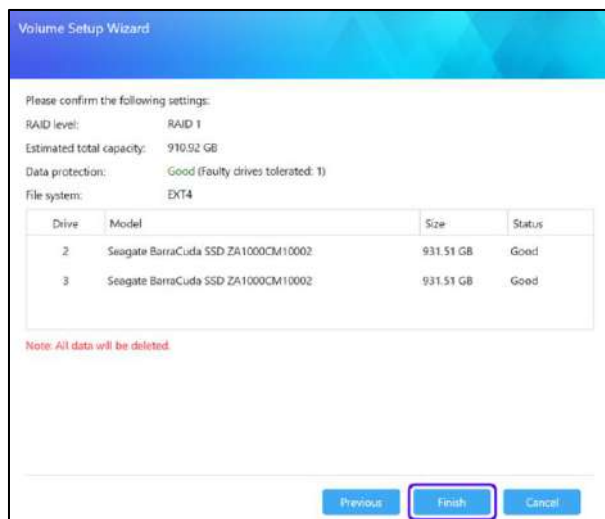 Volume Setup Wizard
Please confirm the following settings:
RAID level: RAID 1
Estimated total capacity: 910.92 GB
Data protection: Good (Faulty drives tolerated: 1)
File system: EXT4
Drive Model Size Status
2 Seagate BarraCuda SSD ZA1000CM10002 931.51 GB Good
3 Seagate BarraCuda SSD ZA1000CM10002 931.51 GB Good
Note: All data will be deleted.
Previous Finish Cancel